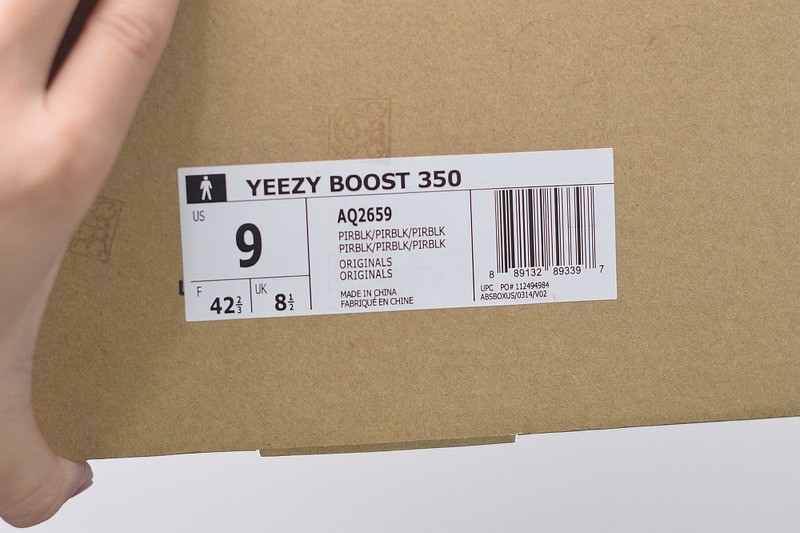 YEEZY BOOST 350
US
9
F
42⅔
UK
8½
AQ2659
PIRBLK/PIRBLK/PIRBLK
PIRBLK/PIRBLK/PIRBLK
ORIGINALS
ORIGINALS
MADE IN CHINA
FABRIQUÉ EN CHINE
8 89132 89339 7
UPC PO# 112494984
ABSBOXUS/0314/V02